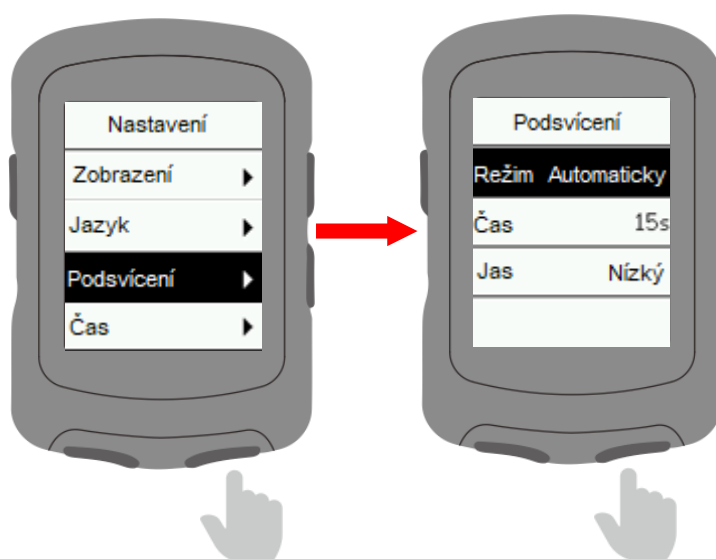 Nastavení
Zobrazení
Jazyk
Podsvícení
Čas
Podsvícení
Režim Automaticky
Čas 15s
Jas Nízký